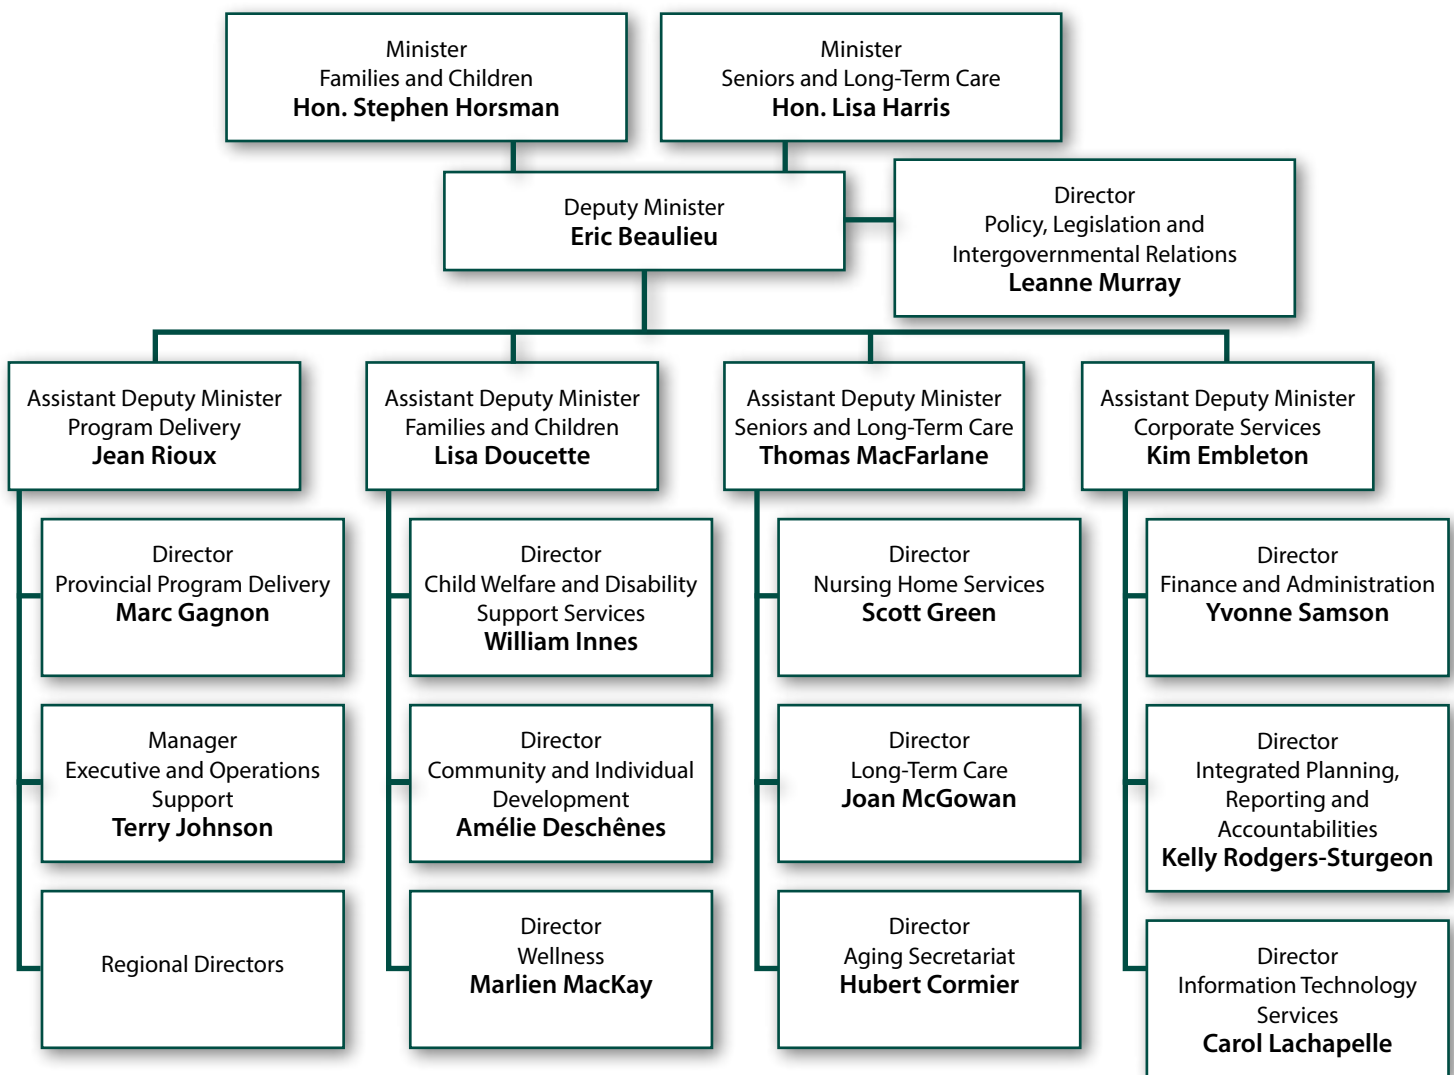 Minister
Families and Children
Hon. Stephen Horsman
Minister
Seniors and Long-Term Care
Hon. Lisa Harris
Deputy Minister
Eric Beaulieu
Director
Policy, Legislation and
Intergovernmental Relations
Leanne Murray
Assistant Deputy Minister
Program Delivery
Jean Rioux
Assistant Deputy Minister
Families and Children
Lisa Doucette
Assistant Deputy Minister
Seniors and Long-Term Care
Thomas MacFarlane
Assistant Deputy Minister
Corporate Services
Kim Embleton
Director
Provincial Program Delivery
Marc Gagnon
Director
Child Welfare and Disability
Support Services
William Innes
Director
Nursing Home Services
Scott Green
Director
Finance and Administration
Yvonne Samson
Manager
Executive and Operations
Support
Terry Johnson
Director
Community and Individual
Development
Amélie Deschênes
Director
Long-Term Care
Joan McGowan
Director
Integrated Planning,
Reporting and
Accountabilities
Kelly Rodgers-Sturgeon
Regional Directors
Director
Wellness
Marlien MacKay
Director
Aging Secretariat
Hubert Cormier
Director
Information Technology
Services
Carol Lachapelle